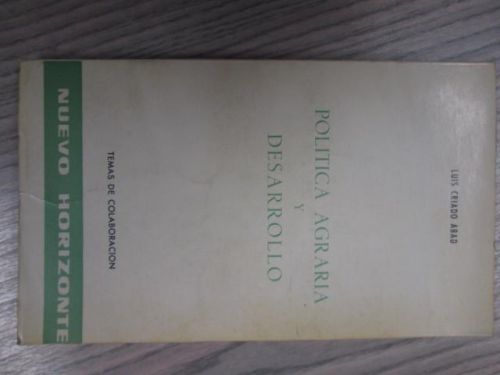 LUIS CRIADO ABAD
POLITICA AGRARIA
Y
DESARROLLO
TEMAS DE COLABORACION
NUEVO HORIZONTE